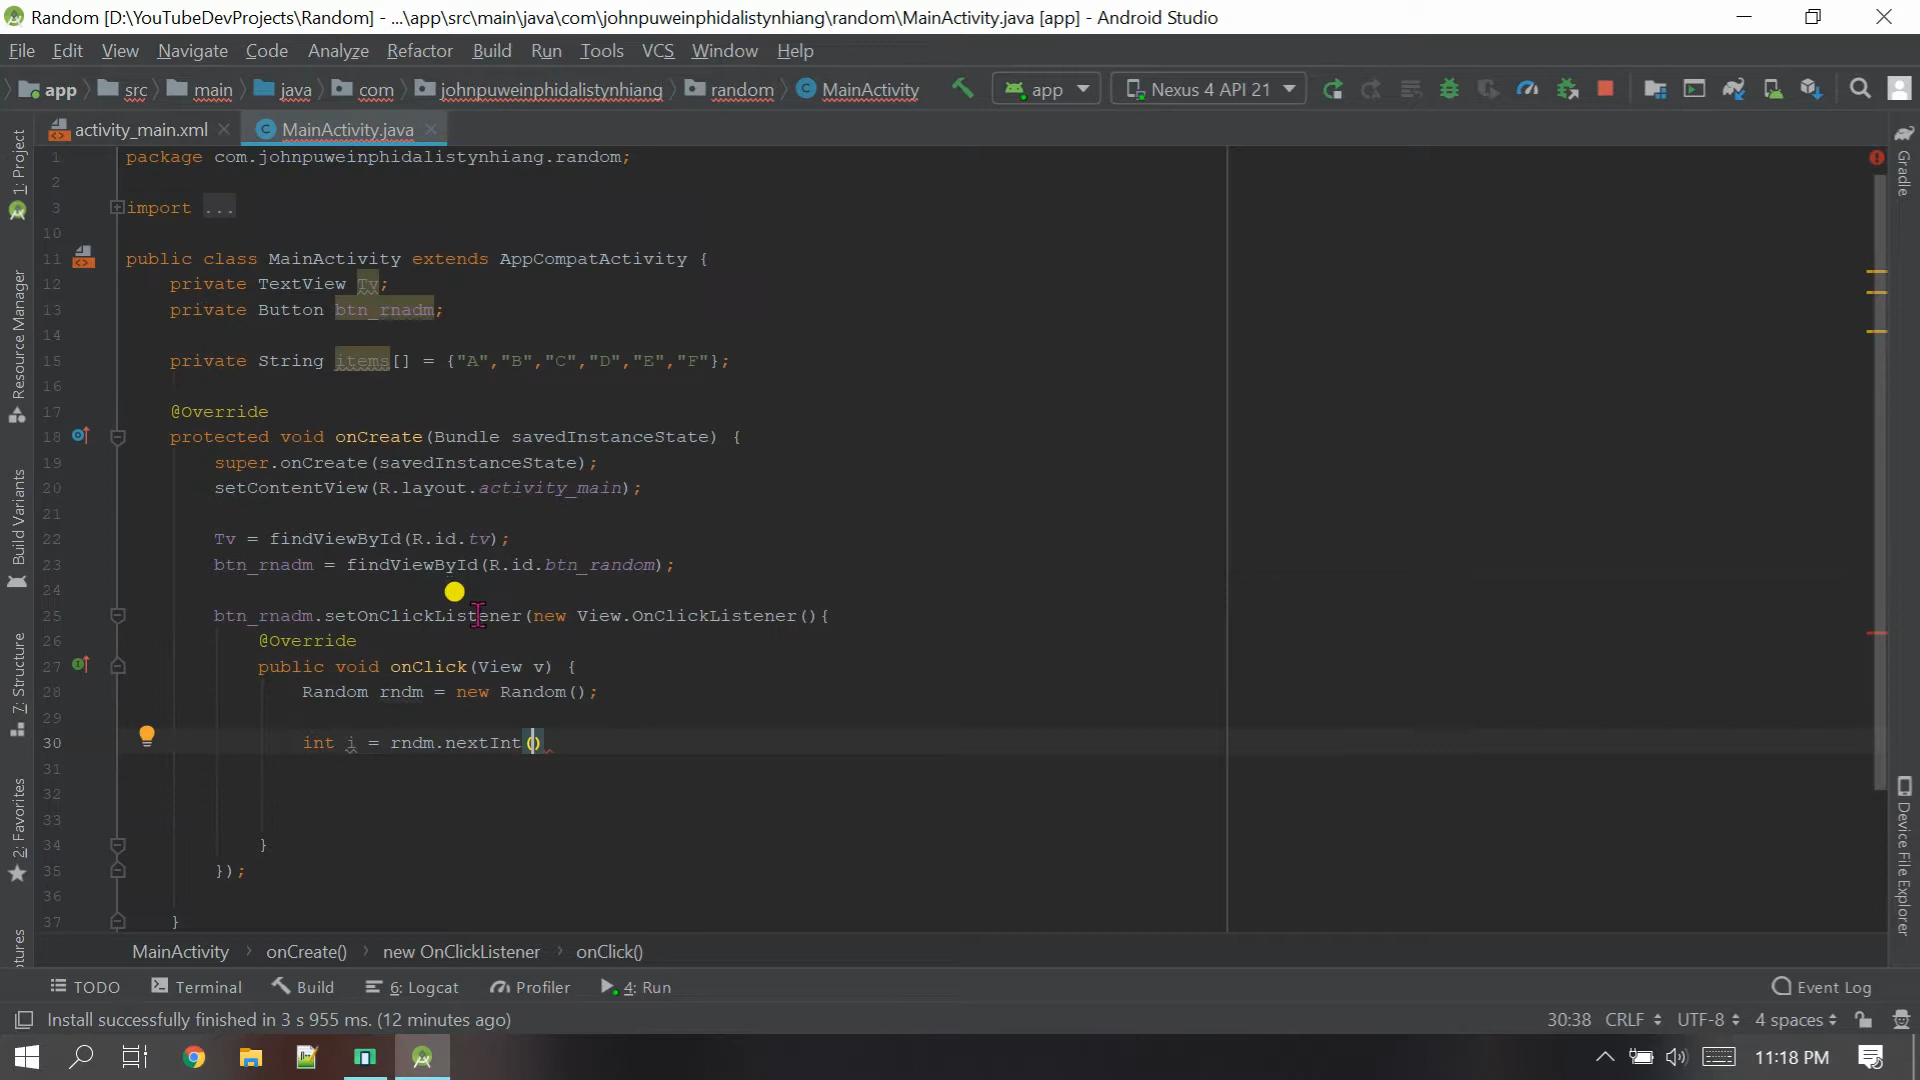 Random [D:\YouTubeDevProjects\Random] - ...\app\src\main\java\com\johnpuweinphidalistynhiang\random\MainActivity.java [app] - Android Studio
File Edit View Navigate Code Analyze Refactor Build Run Tools VCS Window Help
app src main java com johnpuweinphidalistynhiang random MainActivity app Nexus 4 API 21
activity_main.xml MainActivity.java
1 package com.johnpuweinphidalistynhiang.random;
2
3 import ...
10
11 public class MainActivity extends AppCompatActivity {
12 private TextView Tv;
13 private Button btn_rnadm;
14
15 private String items[] = {"A","B","C","D","E","F"};
16
17 @Override
18 protected void onCreate(Bundle savedInstanceState) {
19 super.onCreate(savedInstanceState);
20 setContentView(R.layout.activity_main);
21
22 Tv = findViewById(R.id.tv);
23 btn_rnadm = findViewById(R.id.btn_random);
24
25 btn_rnadm.setOnClickListener(new View.OnClickListener(){
26 @Override
27 public void onClick(View v) {
28 Random rndm = new Random();
29
30 int i = rndm.nextInt()
31
32
33
34 }
35 });
36
37 }
1: Project
Resource Manager
Build Variants
7: Structure
2: Favorites
Gradle
Device File Explorer
MainActivity onCreate() new OnClickListener onClick()
TODO Terminal Build 6: Logcat Profiler 4: Run Event Log
Install successfully finished in 3 s 955 ms. (12 minutes ago) 30:38 CRLF UTF-8 4 spaces
11:18 PM